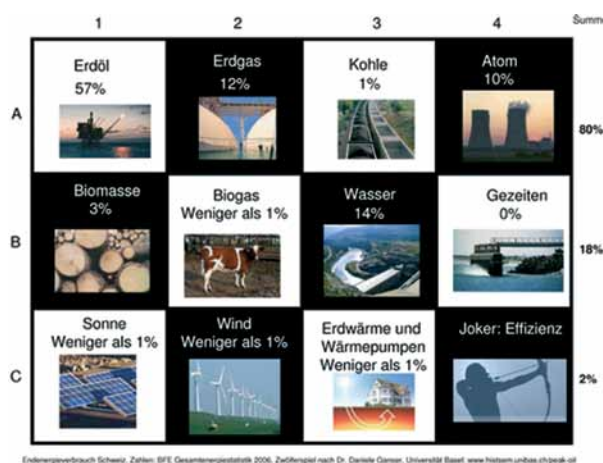 1 2 3 4 Summe
Erdöl
57%
Erdgas
12%
Kohle
1%
Atom
10%
A
80%
Biomasse
3%
Biogas
Weniger als 1%
Wasser
14%
Gezeiten
0%
B
18%
Sonne
Weniger als 1%
Wind
Weniger als 1%
Erdwärme und
Wärmepumpen
Weniger als 1%
Joker: Effizienz
C
2%
Endenergieverbrauch Schweiz. Zahlen: BFE Gesamtenergiestatistik 2006. Zwölferspiel nach Dr. Daniele Ganser, Universität Basel. www.histsem.unibas.ch/peak-oil